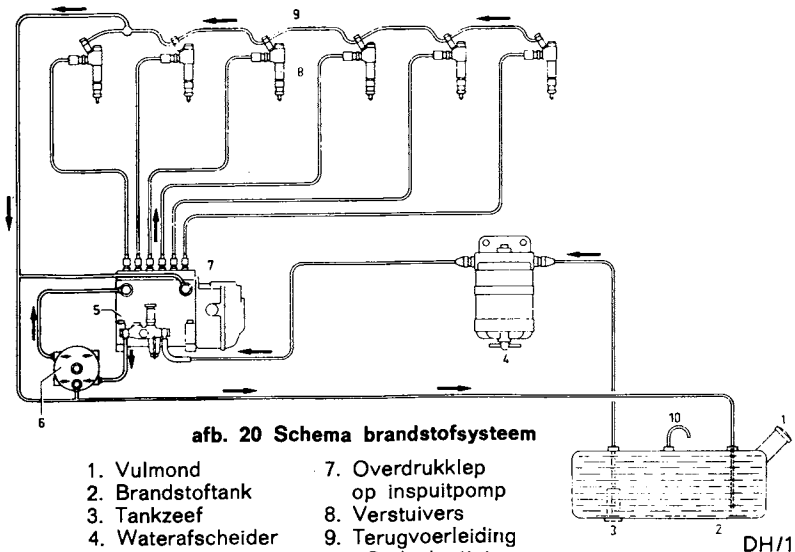 9
8
7
5
6
4
10
1
3
2
afb. 20 Schema brandstofsysteem
1. Vulmond
2. Brandstoftank
3. Tankzeef
4. Waterafscheider
7. Overdrukklep
op inspuitpomp
8. Verstuivers
9. Terugvoerleiding
DH/1